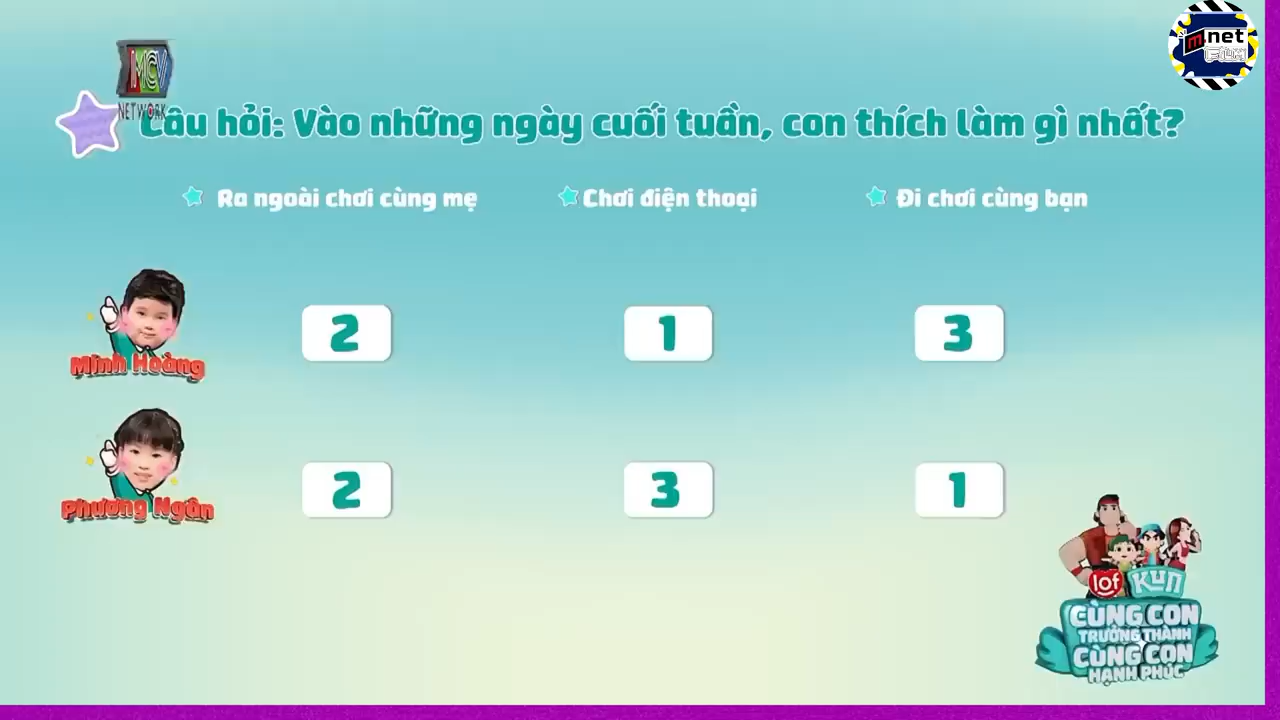 MCV
NETWORK
m.net
Câu hỏi: Vào những ngày cuối tuần, con thích làm gì nhất?
Ra ngoài chơi cùng mẹ
Chơi điện thoại
Đi chơi cùng bạn
Minh Hoàng
2
1
3
Phương Ngân
2
3
1
lof KUN
CÙNG CON
TRƯỞNG THÀNH
CÙNG CON
HẠNH PHÚC